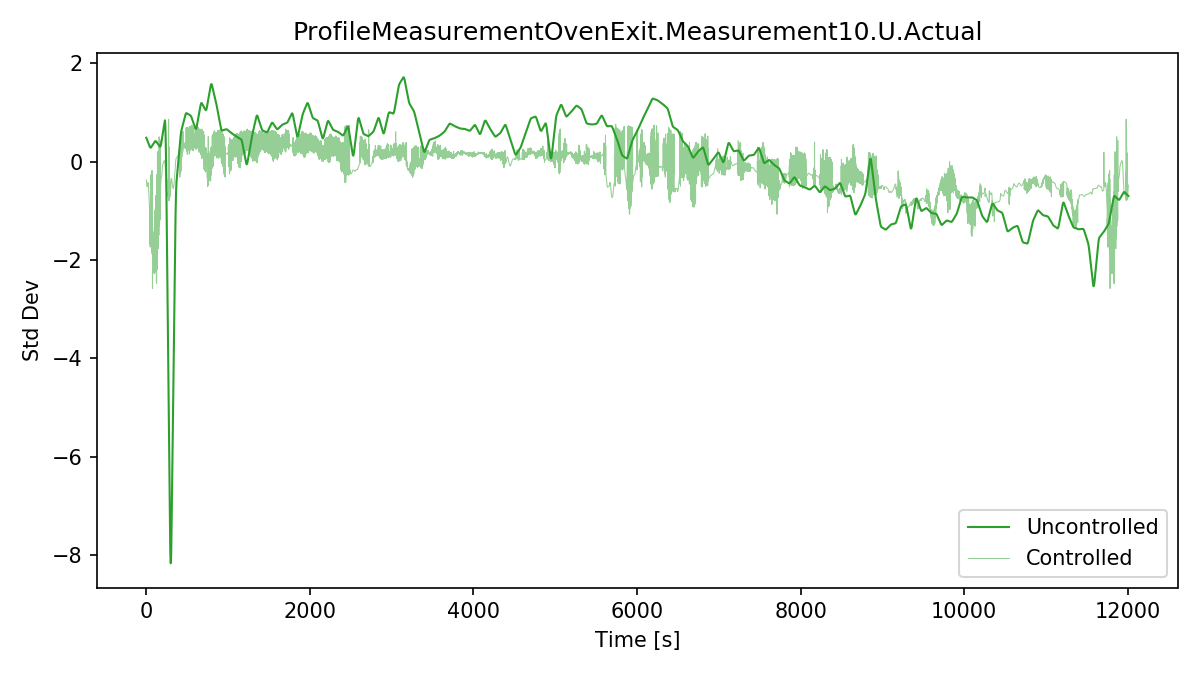 ProfileMeasurementOvenExit.Measurement10.U.Actual
2
0
−2
−4
−6
−8
Std Dev
Uncontrolled
Controlled
0 2000 4000 6000 8000 10000 12000
Time [s]